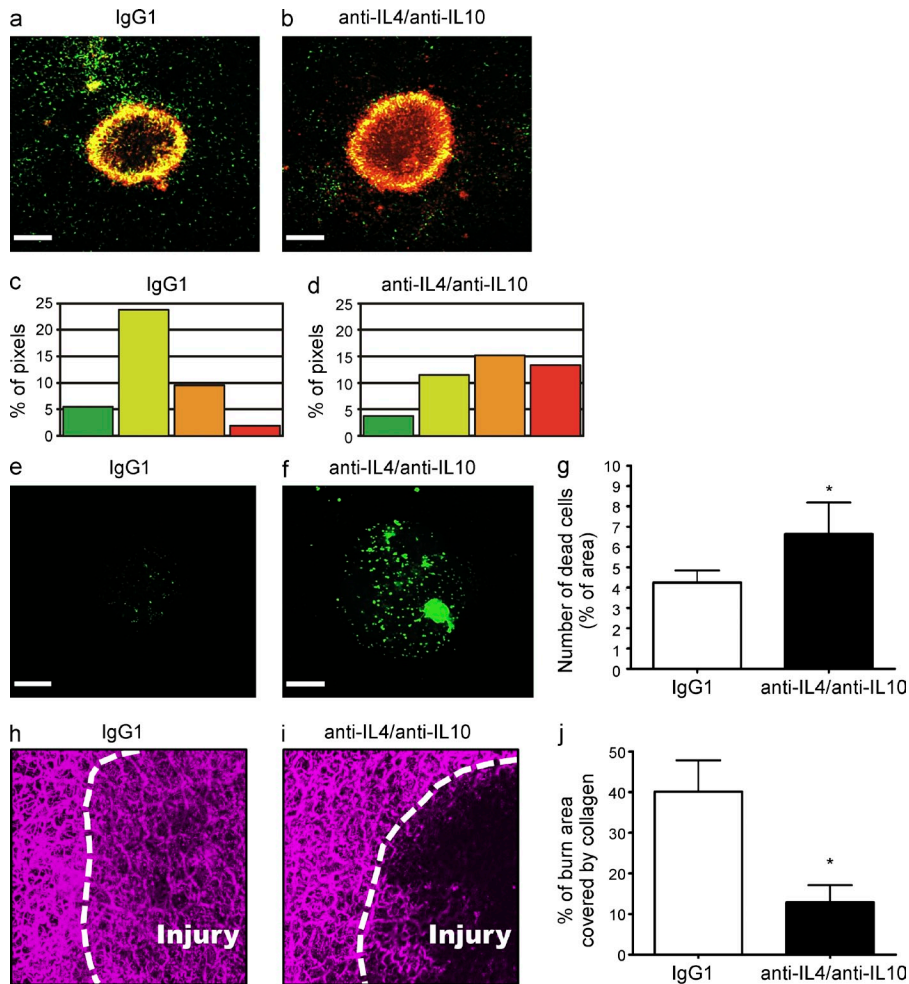 a IgG1
b anti-IL4/anti-IL10
c IgG1
% of pixels
25
20
15
10
5
0
d anti-IL4/anti-IL10
% of pixels
25
20
15
10
5
0
e IgG1
f anti-IL4/anti-IL10
g
Number of dead cells
(% of area)
10
9
8
7
6
5
4
3
2
1
0
*
IgG1 anti-IL4/anti-IL10
h IgG1
Injury
i anti-IL4/anti-IL10
Injury
j
% of burn area
covered by collagen
50
40
30
20
10
0
*
IgG1 anti-IL4/anti-IL10